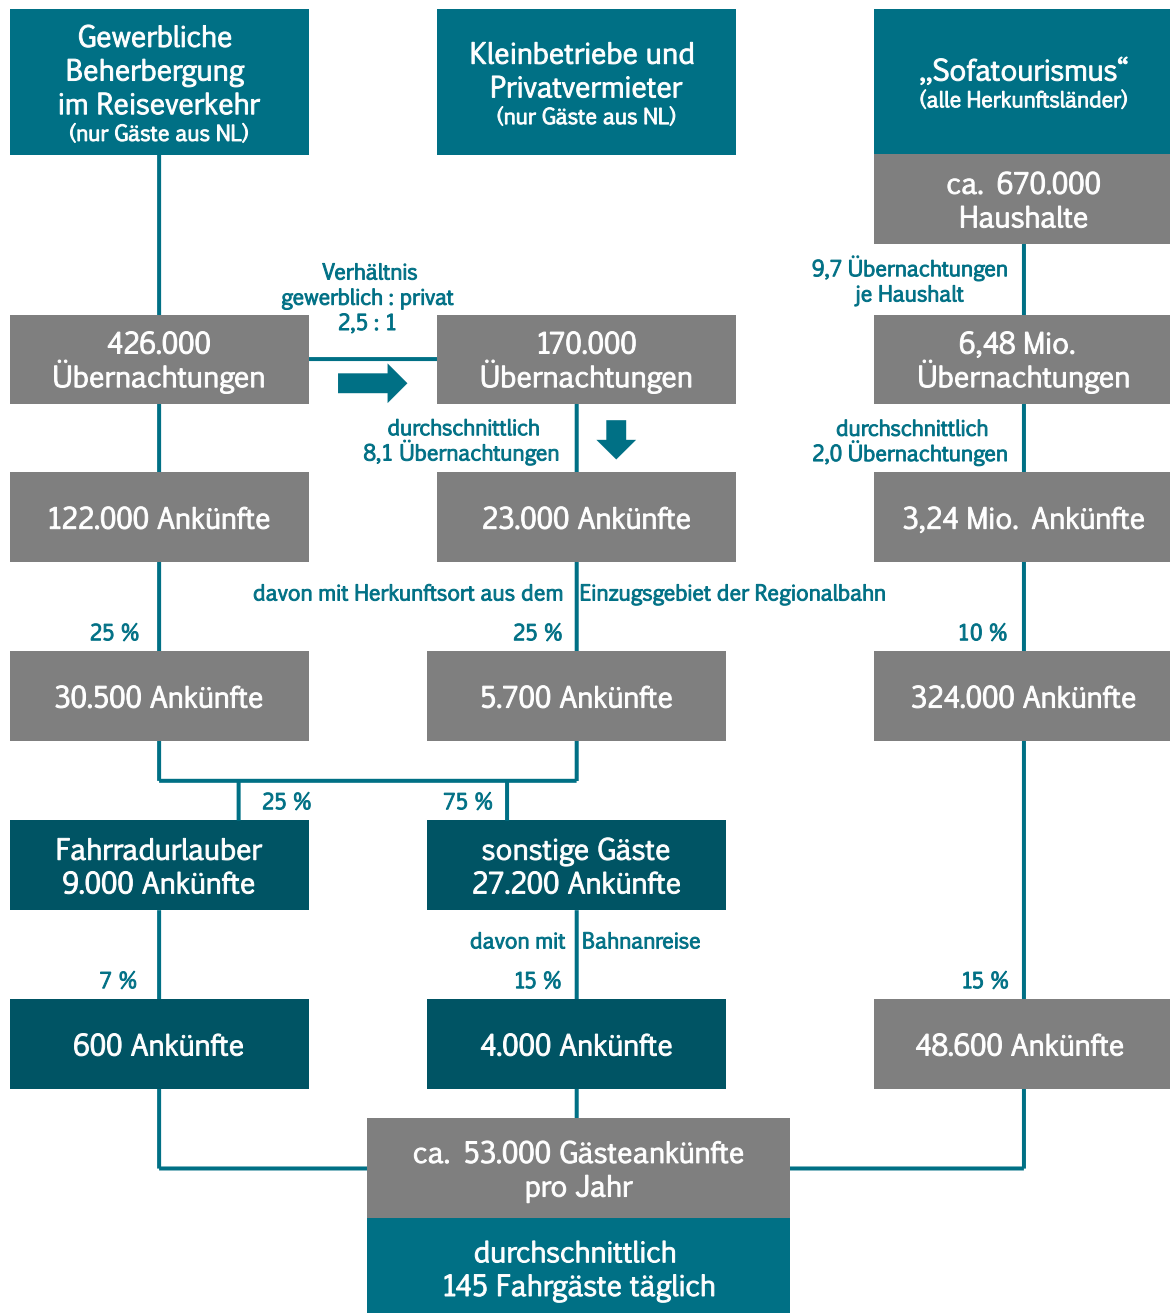 Gewerbliche
Beherbergung
im Reiseverkehr
(nur Gäste aus NL)
Kleinbetriebe und
Privatvermieter
(nur Gäste aus NL)
„Sofatourismus“
(alle Herkunftsländer)
ca. 670.000
Haushalte
9,7 Übernachtungen
je Haushalt
Verhältnis
gewerblich : privat
2,5 : 1
426.000
Übernachtungen
170.000
Übernachtungen
6,48 Mio.
Übernachtungen
durchschnittlich
8,1 Übernachtungen
durchschnittlich
2,0 Übernachtungen
122.000 Ankünfte
23.000 Ankünfte
3,24 Mio. Ankünfte
davon mit Herkunftsort aus dem Einzugsgebiet der Regionalbahn
25 %
25 %
10 %
30.500 Ankünfte
5.700 Ankünfte
324.000 Ankünfte
25 %
75 %
Fahrradurlauber
9.000 Ankünfte
sonstige Gäste
27.200 Ankünfte
davon mit Bahnanreise
7 %
15 %
15 %
600 Ankünfte
4.000 Ankünfte
48.600 Ankünfte
ca. 53.000 Gästeankünfte
pro Jahr
durchschnittlich
145 Fahrgäste täglich